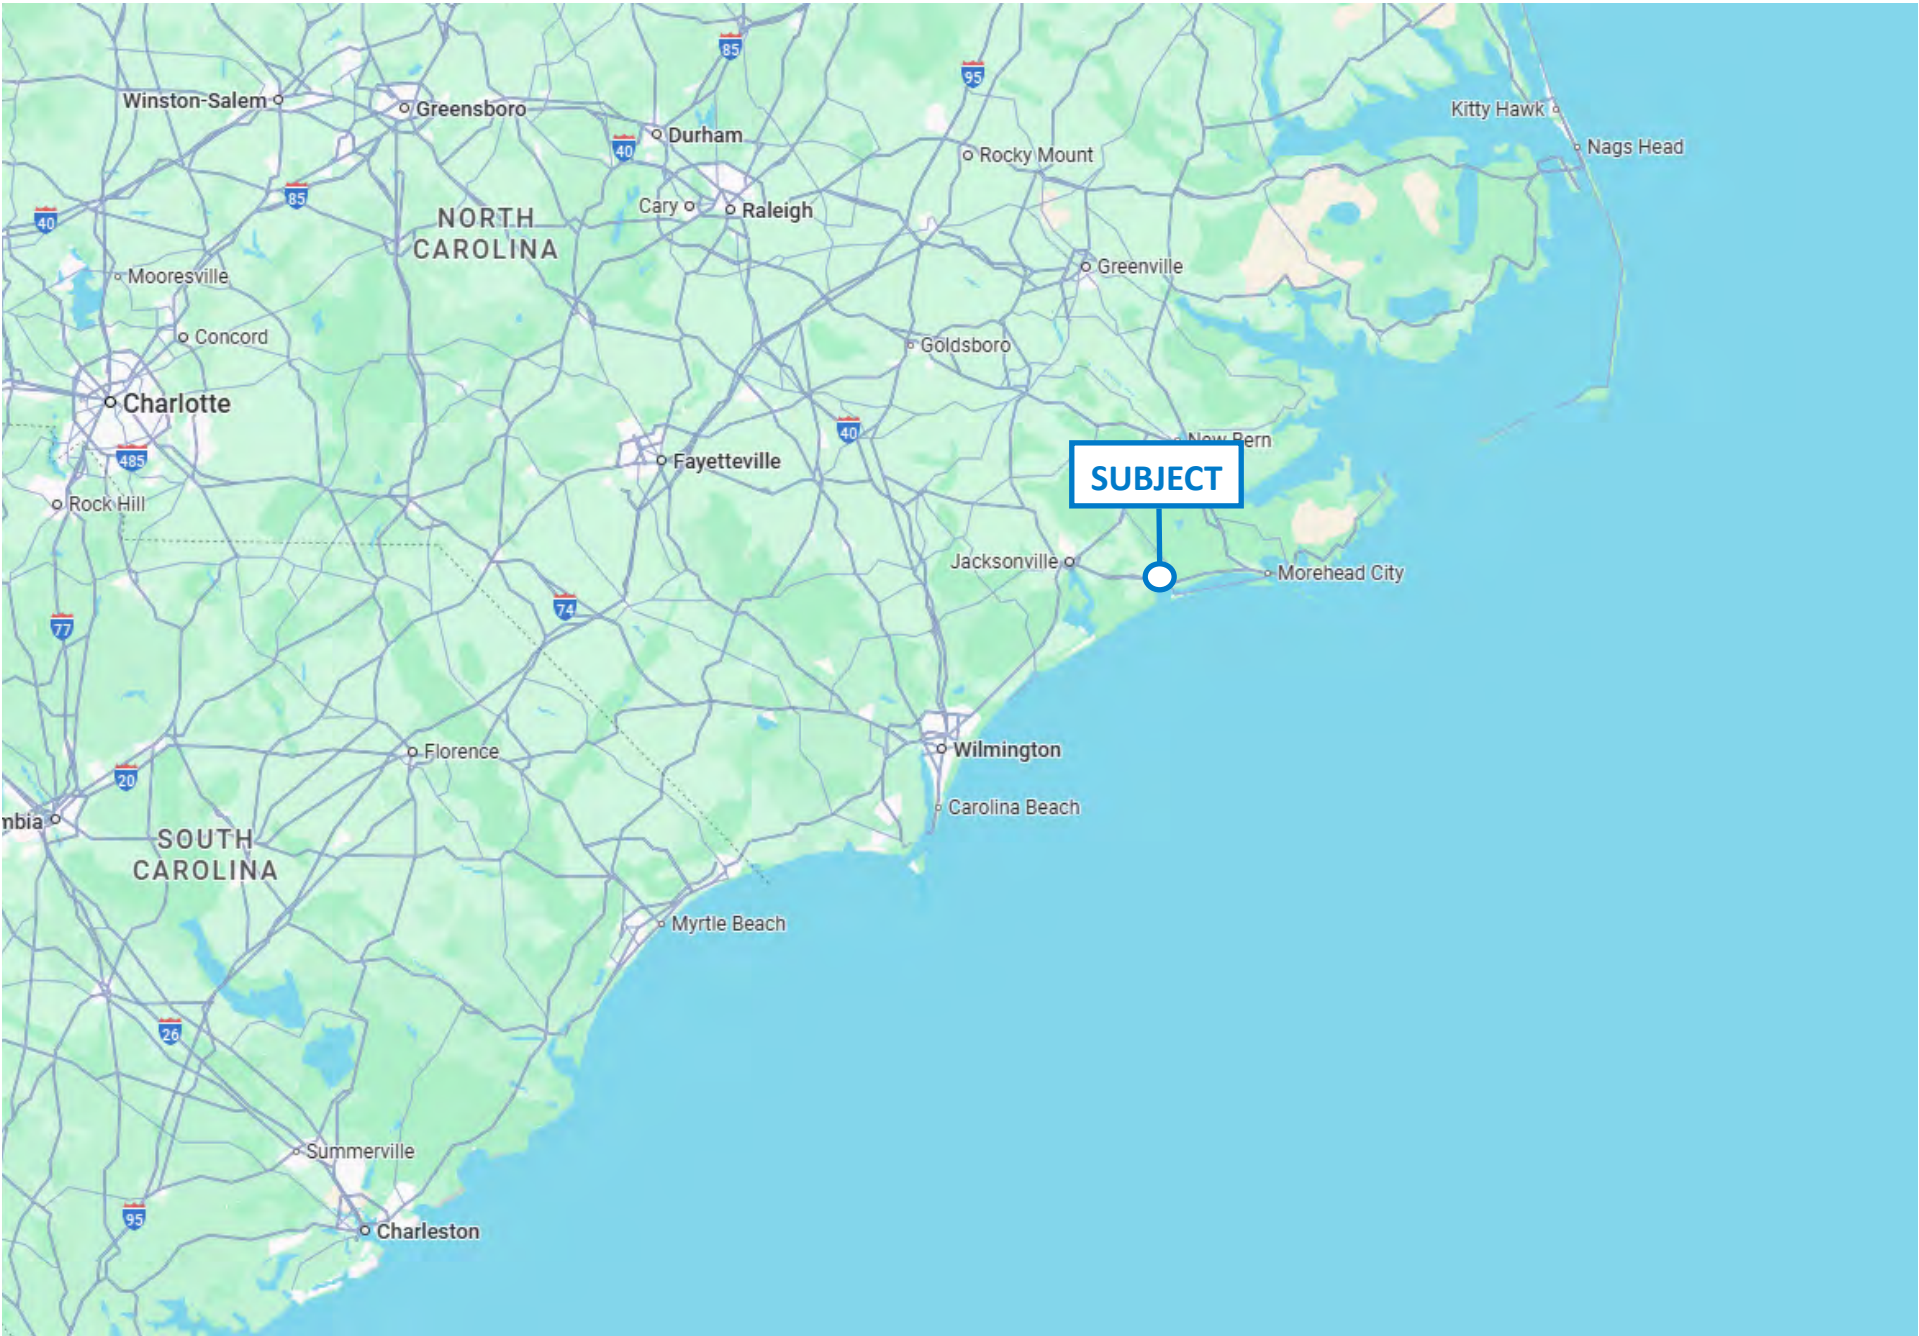 85
95
Winston-Salem
Greensboro
Kitty Hawk
Durham
40
Nags Head
Rocky Mount
85
Cary
Raleigh
40
NORTH
CAROLINA
Greenville
Mooresville
Concord
Goldsboro
Charlotte
40
New Bern
485
Fayetteville
SUBJECT
Rock Hill
Jacksonville
Morehead City
74
77
Wilmington
Florence
20
Carolina Beach
mbia
SOUTH
CAROLINA
Myrtle Beach
26
Summerville
95
Charleston